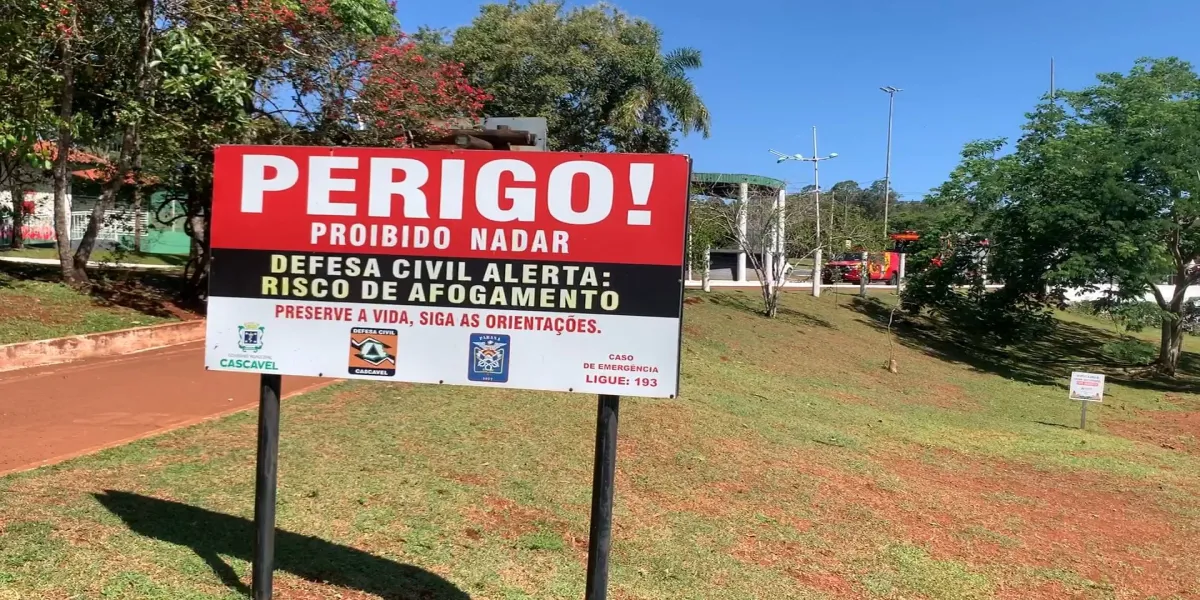 PERIGO!
PROIBIDO NADAR
DEFESA CIVIL ALERTA:
RISCO DE AFOGAMENTO
PRESERVE A VIDA, SIGA AS ORIENTAÇÕES.
CASCAVEL
DEFESA CIVIL
CASCAVEL
PARANÁ
CASO
DE EMERGÊNCIA
LIGUE: 193